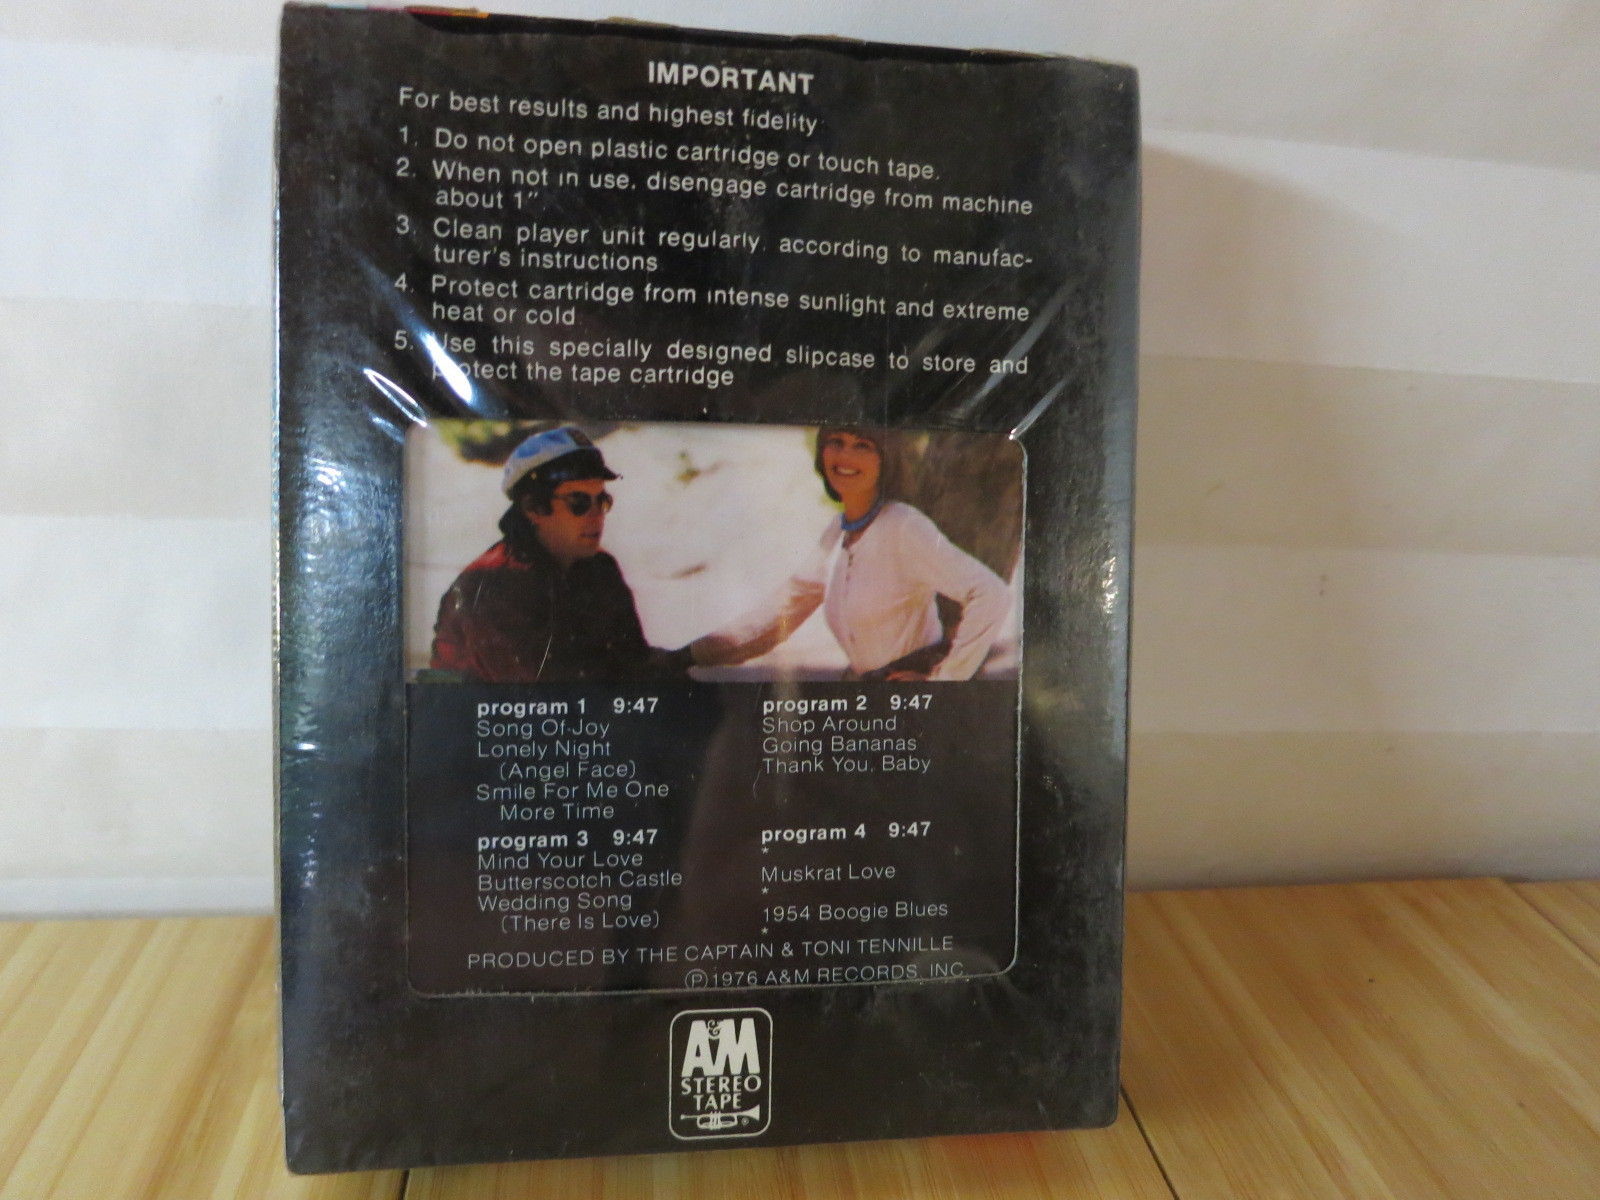 IMPORTANT
For best results and highest fidelity
1. Do not open plastic cartridge or touch tape.
2. When not in use, disengage cartridge from machine
about 1"
3. Clean player unit regularly, according to manufac-
turer's instructions
4. Protect cartridge from intense sunlight and extreme
heat or cold
5. Use this specially designed slipcase to store and
protect the tape cartridge
program 1 9:47
Song Of Joy
Lonely Night
(Angel Face)
Smile For Me One
More Time
program 2 9:47
Shop Around
Going Bananas
Thank You, Baby
program 3 9:47
Mind Your Love
Butterscotch Castle
Wedding Song
(There Is Love)
program 4 9:47
*
Muskrat Love
*
1954 Boogie Blues
*
PRODUCED BY THE CAPTAIN & TONI TENNILLE
℗1976 A&M RECORDS, INC.
A&M
STEREO
TAPE
®